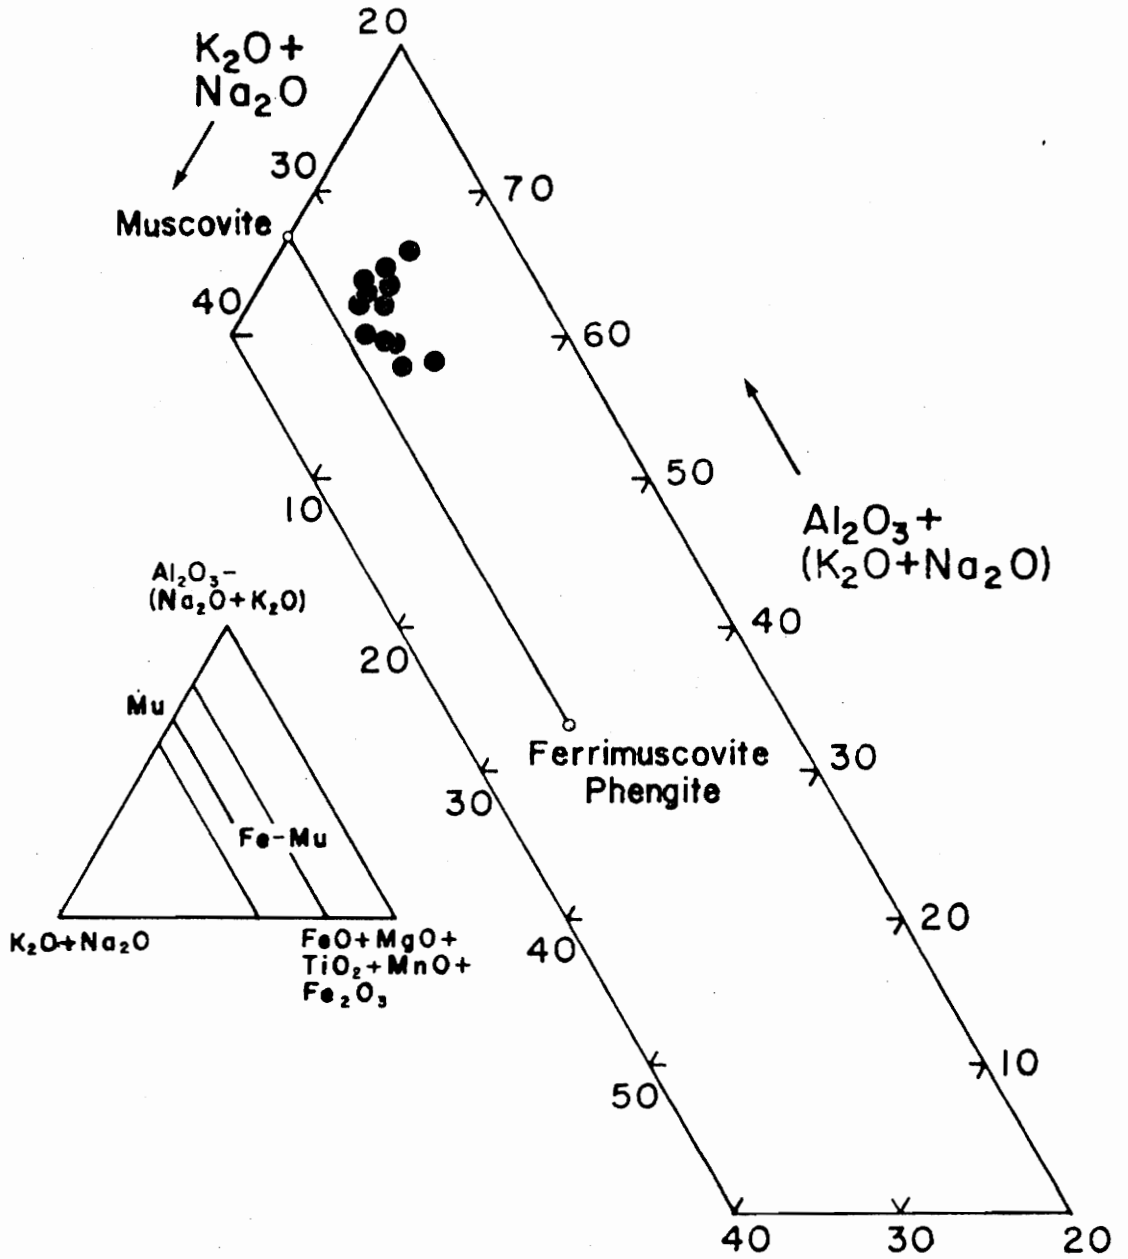 20
K₂O+
Na₂O
30
70
Muscovite
40
60
50
Al₂O₃+
(K₂O+Na₂O)
10
40
20
Ferrimuscovite
Phengite
30
30
Al₂O₃-
(Na₂O+K₂O)
Mu
Fe-Mu
K₂O+Na₂O
FeO+MgO+
TiO₂+MnO+
Fe₂O₃
20
40
10
50
40
30
20